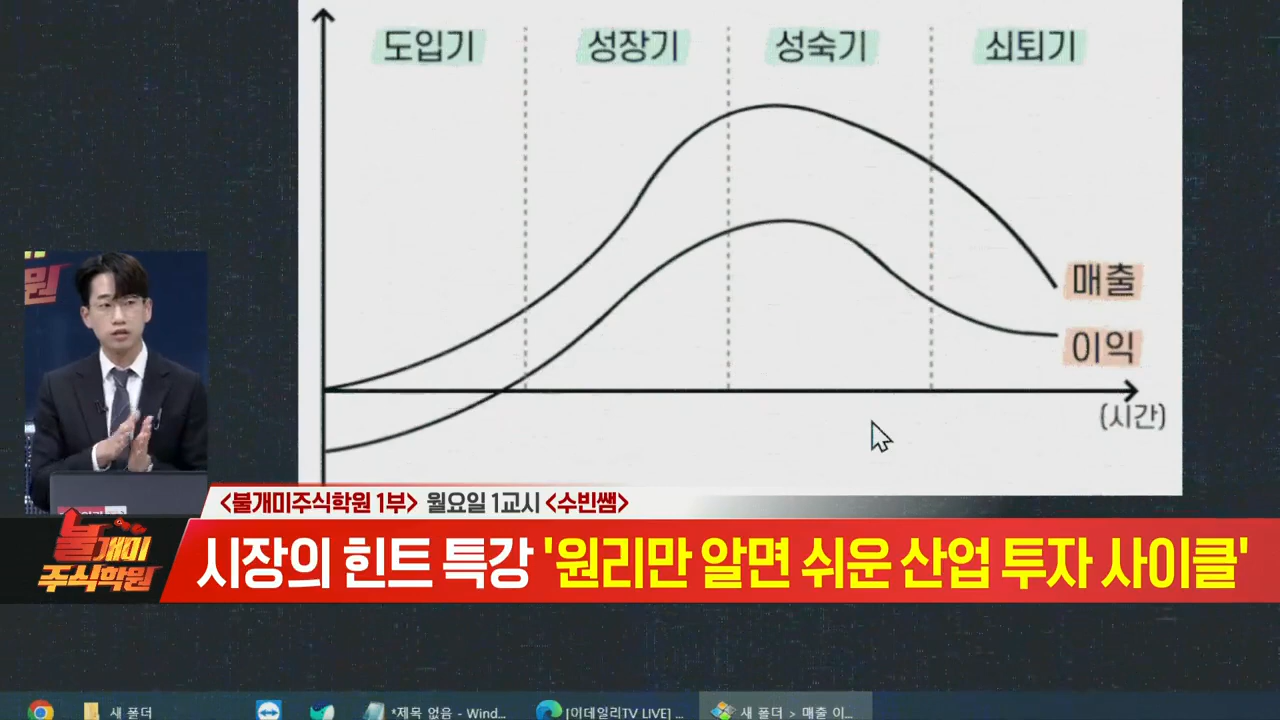 도입기
성장기
성숙기
쇠퇴기
매출
이익
(시간)
<불개미주식학원 1부> 월요일 1교시 <수빈쌤>
불개미
주식학원
시장의 힌트 특강 '원리만 알면 쉬운 산업 투자 사이클'
새 폴더
*제목 없음 - Wind...
[이데일리TV LIVE] ...
새 폴더 > 매출 이...